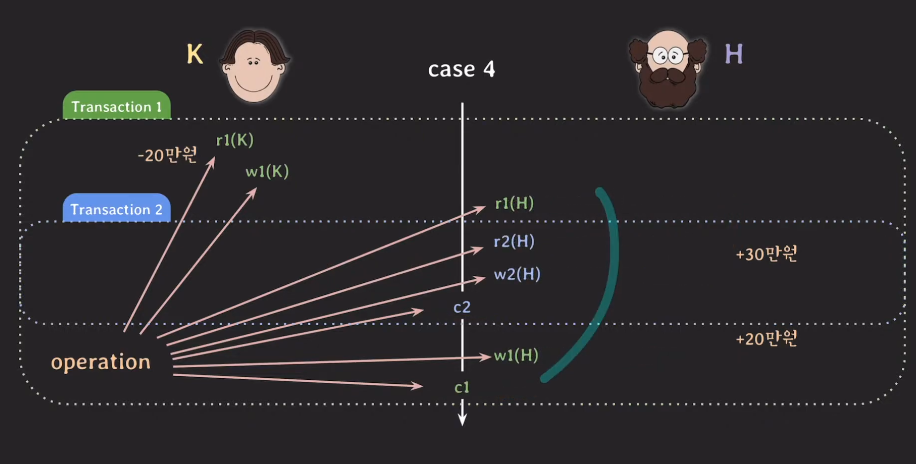 K
case 4
H
Transaction 1
r1(K)
-20만원
w1(K)
Transaction 2
r1(H)
r2(H)
+30만원
w2(H)
c2
+20만원
w1(H)
operation
c1